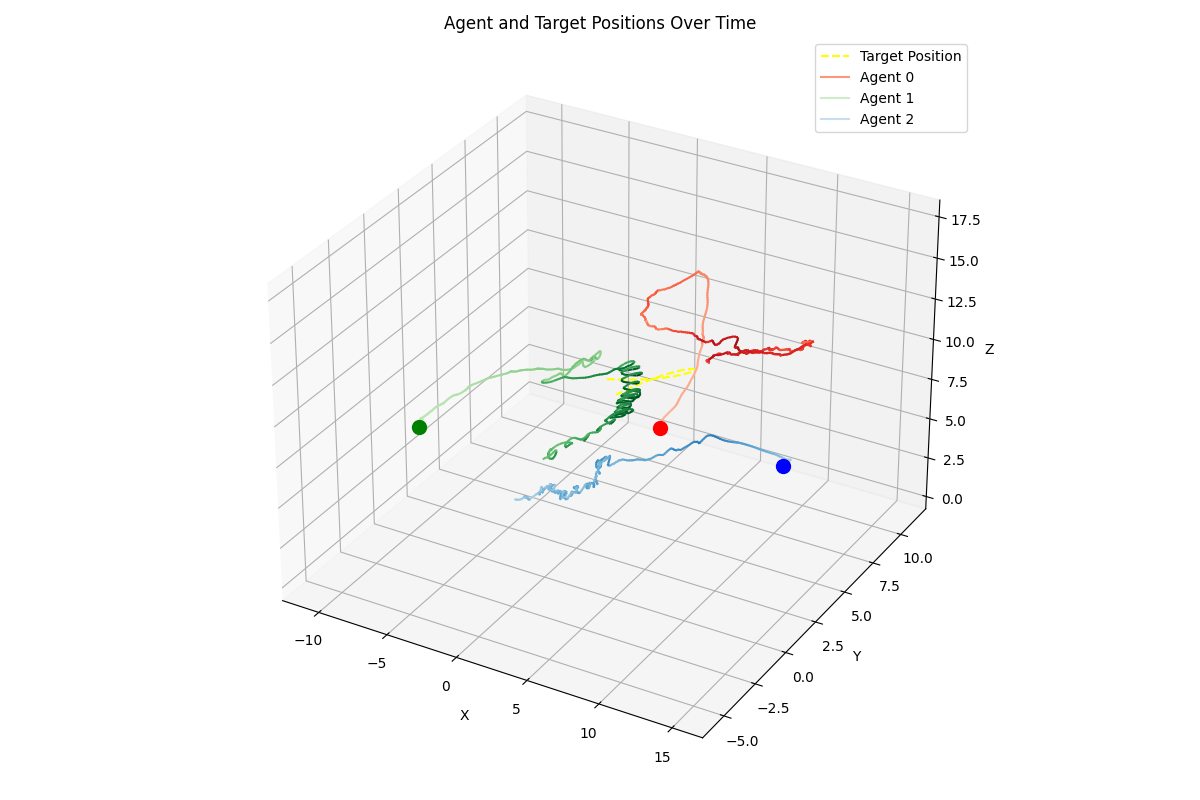 Agent and Target Positions Over Time
Target Position
Agent 0
Agent 1
Agent 2
17.5
15.0
12.5
10.0
7.5
5.0
2.5
0.0
Z
10.0
7.5
5.0
2.5
0.0
−2.5
−5.0
Y
−10
−5
0
5
10
15
X